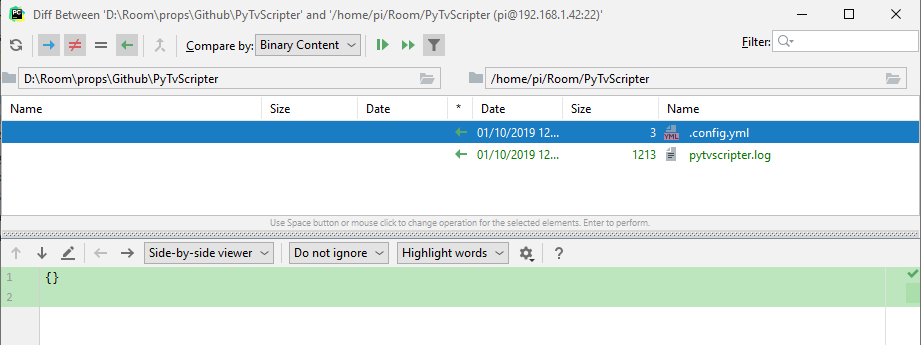 Diff Between 'D:\Room\props\Github\PyTvScripter' and '/home/pi/Room/PyTvScripter (pi@192.168.1.42:22)'
Compare by: Binary Content Filter:
D:\Room\props\Github\PyTvScripter /home/pi/Room/PyTvScripter
Name Size Date * Date Size Name
01/10/2019 12... 3 .config.yml
01/10/2019 12... 1213 pytvscripter.log
Use Space button or mouse click to change operation for the selected elements. Enter to perform.
Side-by-side viewer Do not ignore Highlight words ?
1 {}
2